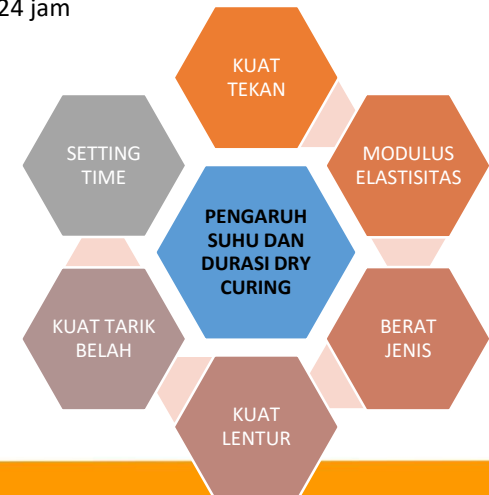 24 jam
KUAT
TEKAN
SETTING
TIME
MODULUS
ELASTISITAS
PENGARUH
SUHU DAN
DURASI DRY
CURING
KUAT TARIK
BELAH
BERAT
JENIS
KUAT
LENTUR